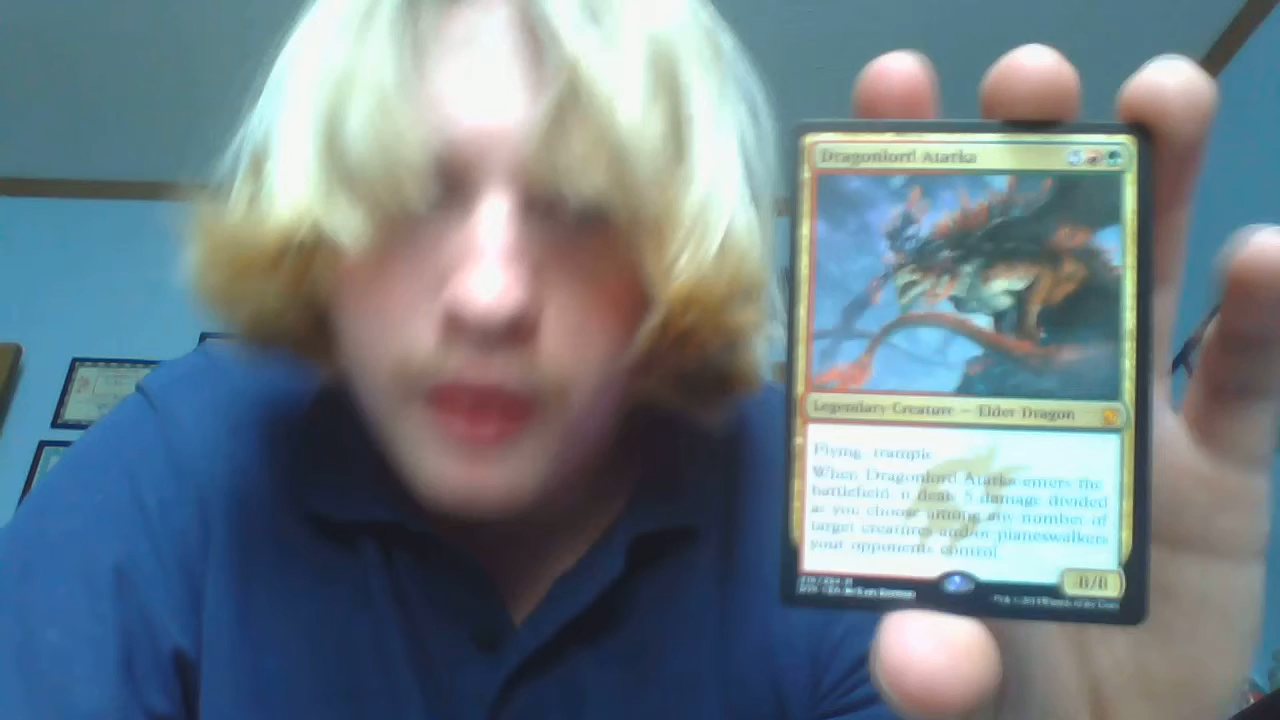 Dragonlord Atarka
Legendary Creature — Elder Dragon
Flying, trample
When Dragonlord Atarka enters the
battlefield, it deals 5 damage divided
as you choose among any number of
target creatures and/or planeswalkers
your opponents control.
8/8